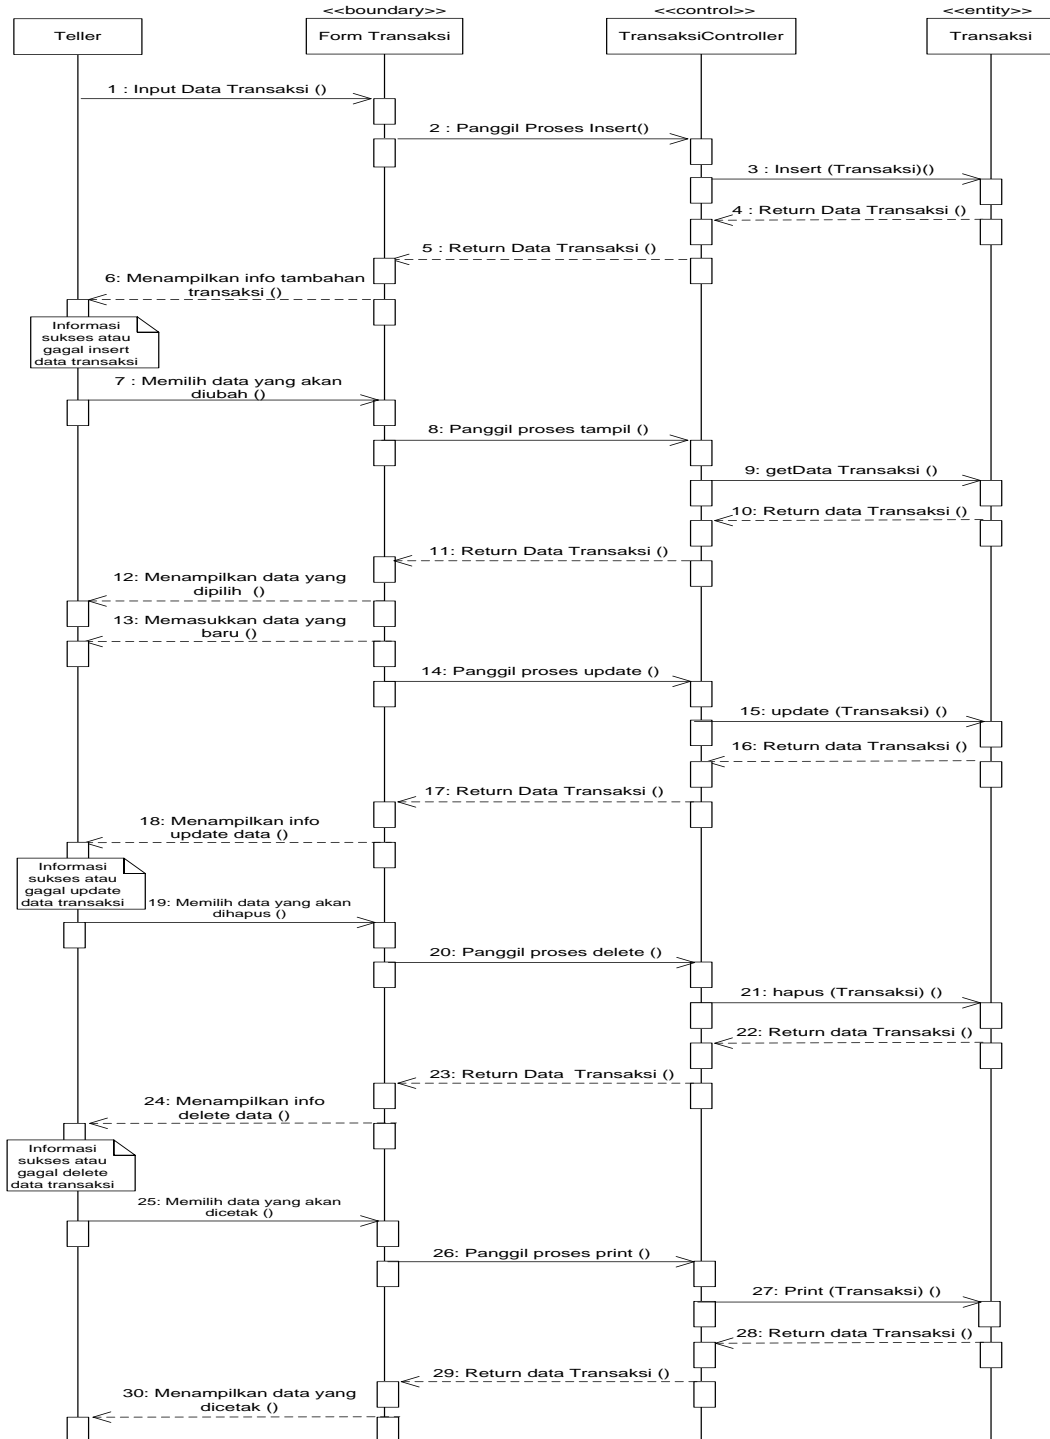 <<boundary>>
<<control>>
<<entity>>
Teller
Form Transaksi
TransaksiController
Transaksi
1 : Input Data Transaksi ()
2 : Panggil Proses Insert()
3 : Insert (Transaksi)()
4 : Return Data Transaksi ()
5 : Return Data Transaksi ()
6: Menampilkan info tambahan
transaksi ()
Informasi
sukses atau
gagal insert
data transaksi
7 : Memilih data yang akan
diubah ()
8: Panggil proses tampil ()
9: getData Transaksi ()
10: Return data Transaksi ()
11: Return Data Transaksi ()
12: Menampilkan data yang
dipilih ()
13: Memasukkan data yang
baru ()
14: Panggil proses update ()
15: update (Transaksi) ()
16: Return data Transaksi ()
17: Return Data Transaksi ()
18: Menampilkan info
update data ()
Informasi
sukses atau
gagal update
data transaksi
19: Memilih data yang akan
dihapus ()
20: Panggil proses delete ()
21: hapus (Transaksi) ()
22: Return data Transaksi ()
23: Return Data Transaksi ()
24: Menampilkan info
delete data ()
Informasi
sukses atau
gagal delete
data transaksi
25: Memilih data yang akan
dicetak ()
26: Panggil proses print ()
27: Print (Transaksi) ()
28: Return data Transaksi ()
29: Return data Transaksi ()
30: Menampilkan data yang
dicetak ()